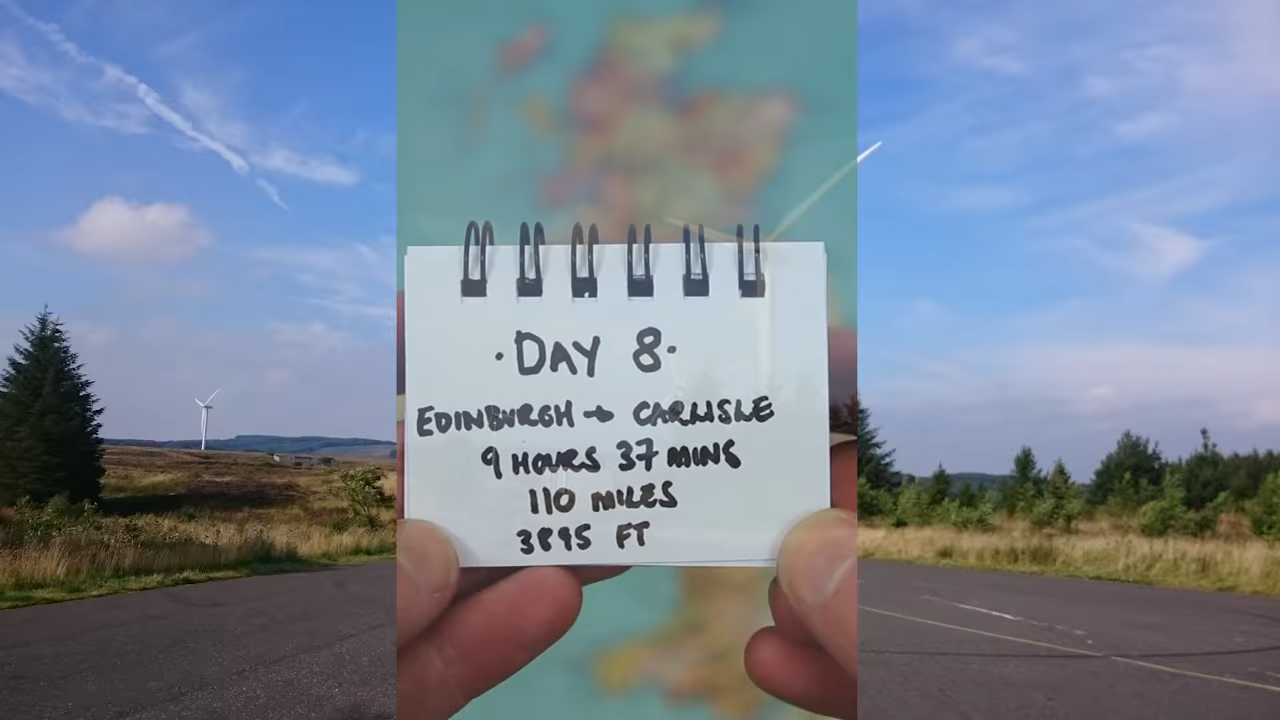 ·DAY 8·
EDINBURGH → CARLISLE
9 HOURS 37 MINS
110 MILES
3895 FT